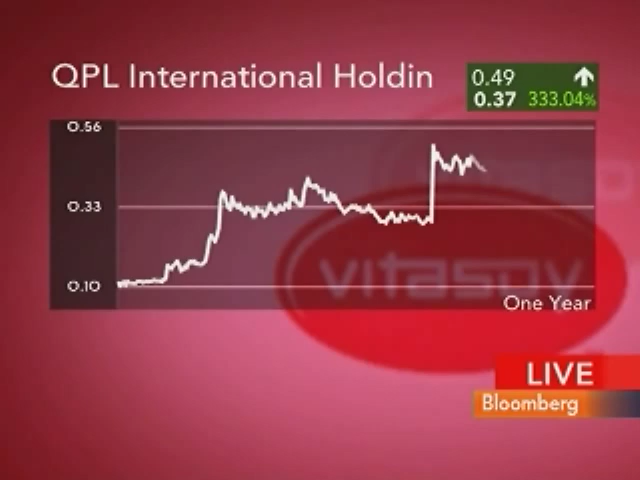 QPL International Holdin
0.49
0.37 333.04%
0.56
0.33
0.10
vitasoy
One Year
LIVE
Bloomberg